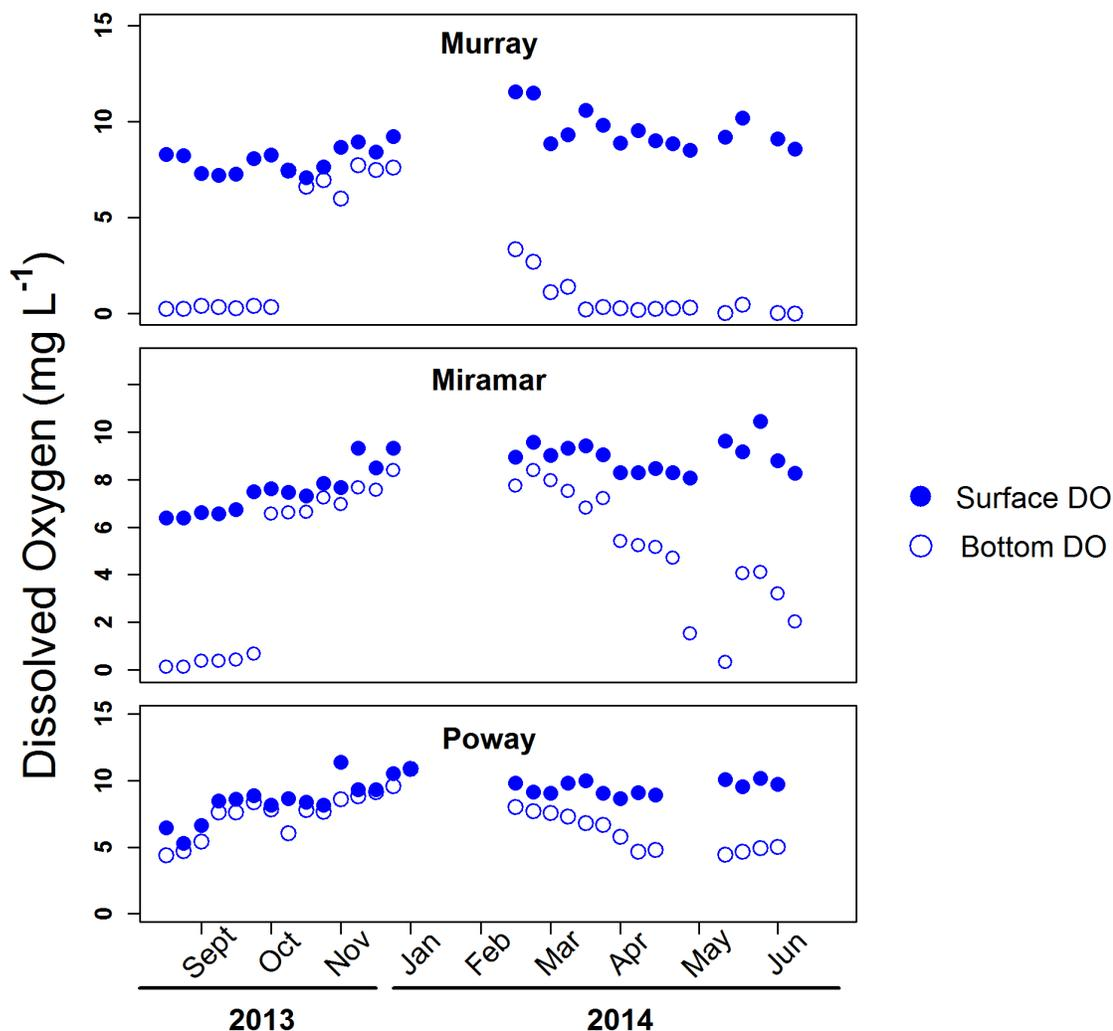 Dissolved Oxygen (mg L-1)
Murray
15
10
5
0
Miramar
10
8
6
4
2
0
Surface DO
Bottom DO
Poway
15
10
5
0
Sept Oct Nov Jan Feb Mar Apr May Jun
2013 2014